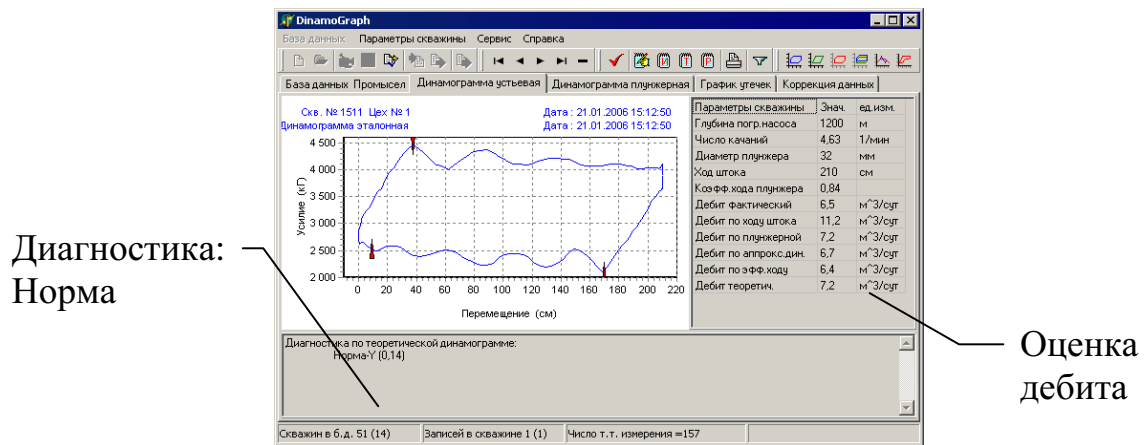 DinamoGraph
База данных Параметры скважины Сервис Справка
База данных Промысел Динамограмма устьевая Динамограмма плунжерная График утечек Коррекция данных
Скв. № 1511 Цех № 1 Дата : 21.01.2006 15:12:50
Динамограмма эталонная Дата : 21.01.2006 15:12:50
4 500
4 000
3 500
3 000
2 500
2 000
Усилие (кГ)
0 20 40 60 80 100 120 140 160 180 200 220
Перемещение (см)
Параметры скважины Знач. ед.изм.
Глубина погр.насоса 1200 м
Число качаний 4,63 1/мин
Диаметр плунжера 32 мм
Ход штока 210 см
Коэфф.хода плунжера 0,84
Дебит фактический 6,5 м^3/сут
Дебит по ходу штока 11,2 м^3/сут
Дебит по плунжерной 7,2 м^3/сут
Дебит по аппрокс.дин. 6,7 м^3/сут
Дебит по эфф.ходу 6,4 м^3/сут
Дебит теоретич. 7,2 м^3/сут
Диагностика:
Норма
Диагностика по теоретической динамограмме:
Норма-Y (0,14)
Оценка
дебита
Скважин в б.д. 51 (14) Записей в скважине 1 (1) Число т.т. измерения =157